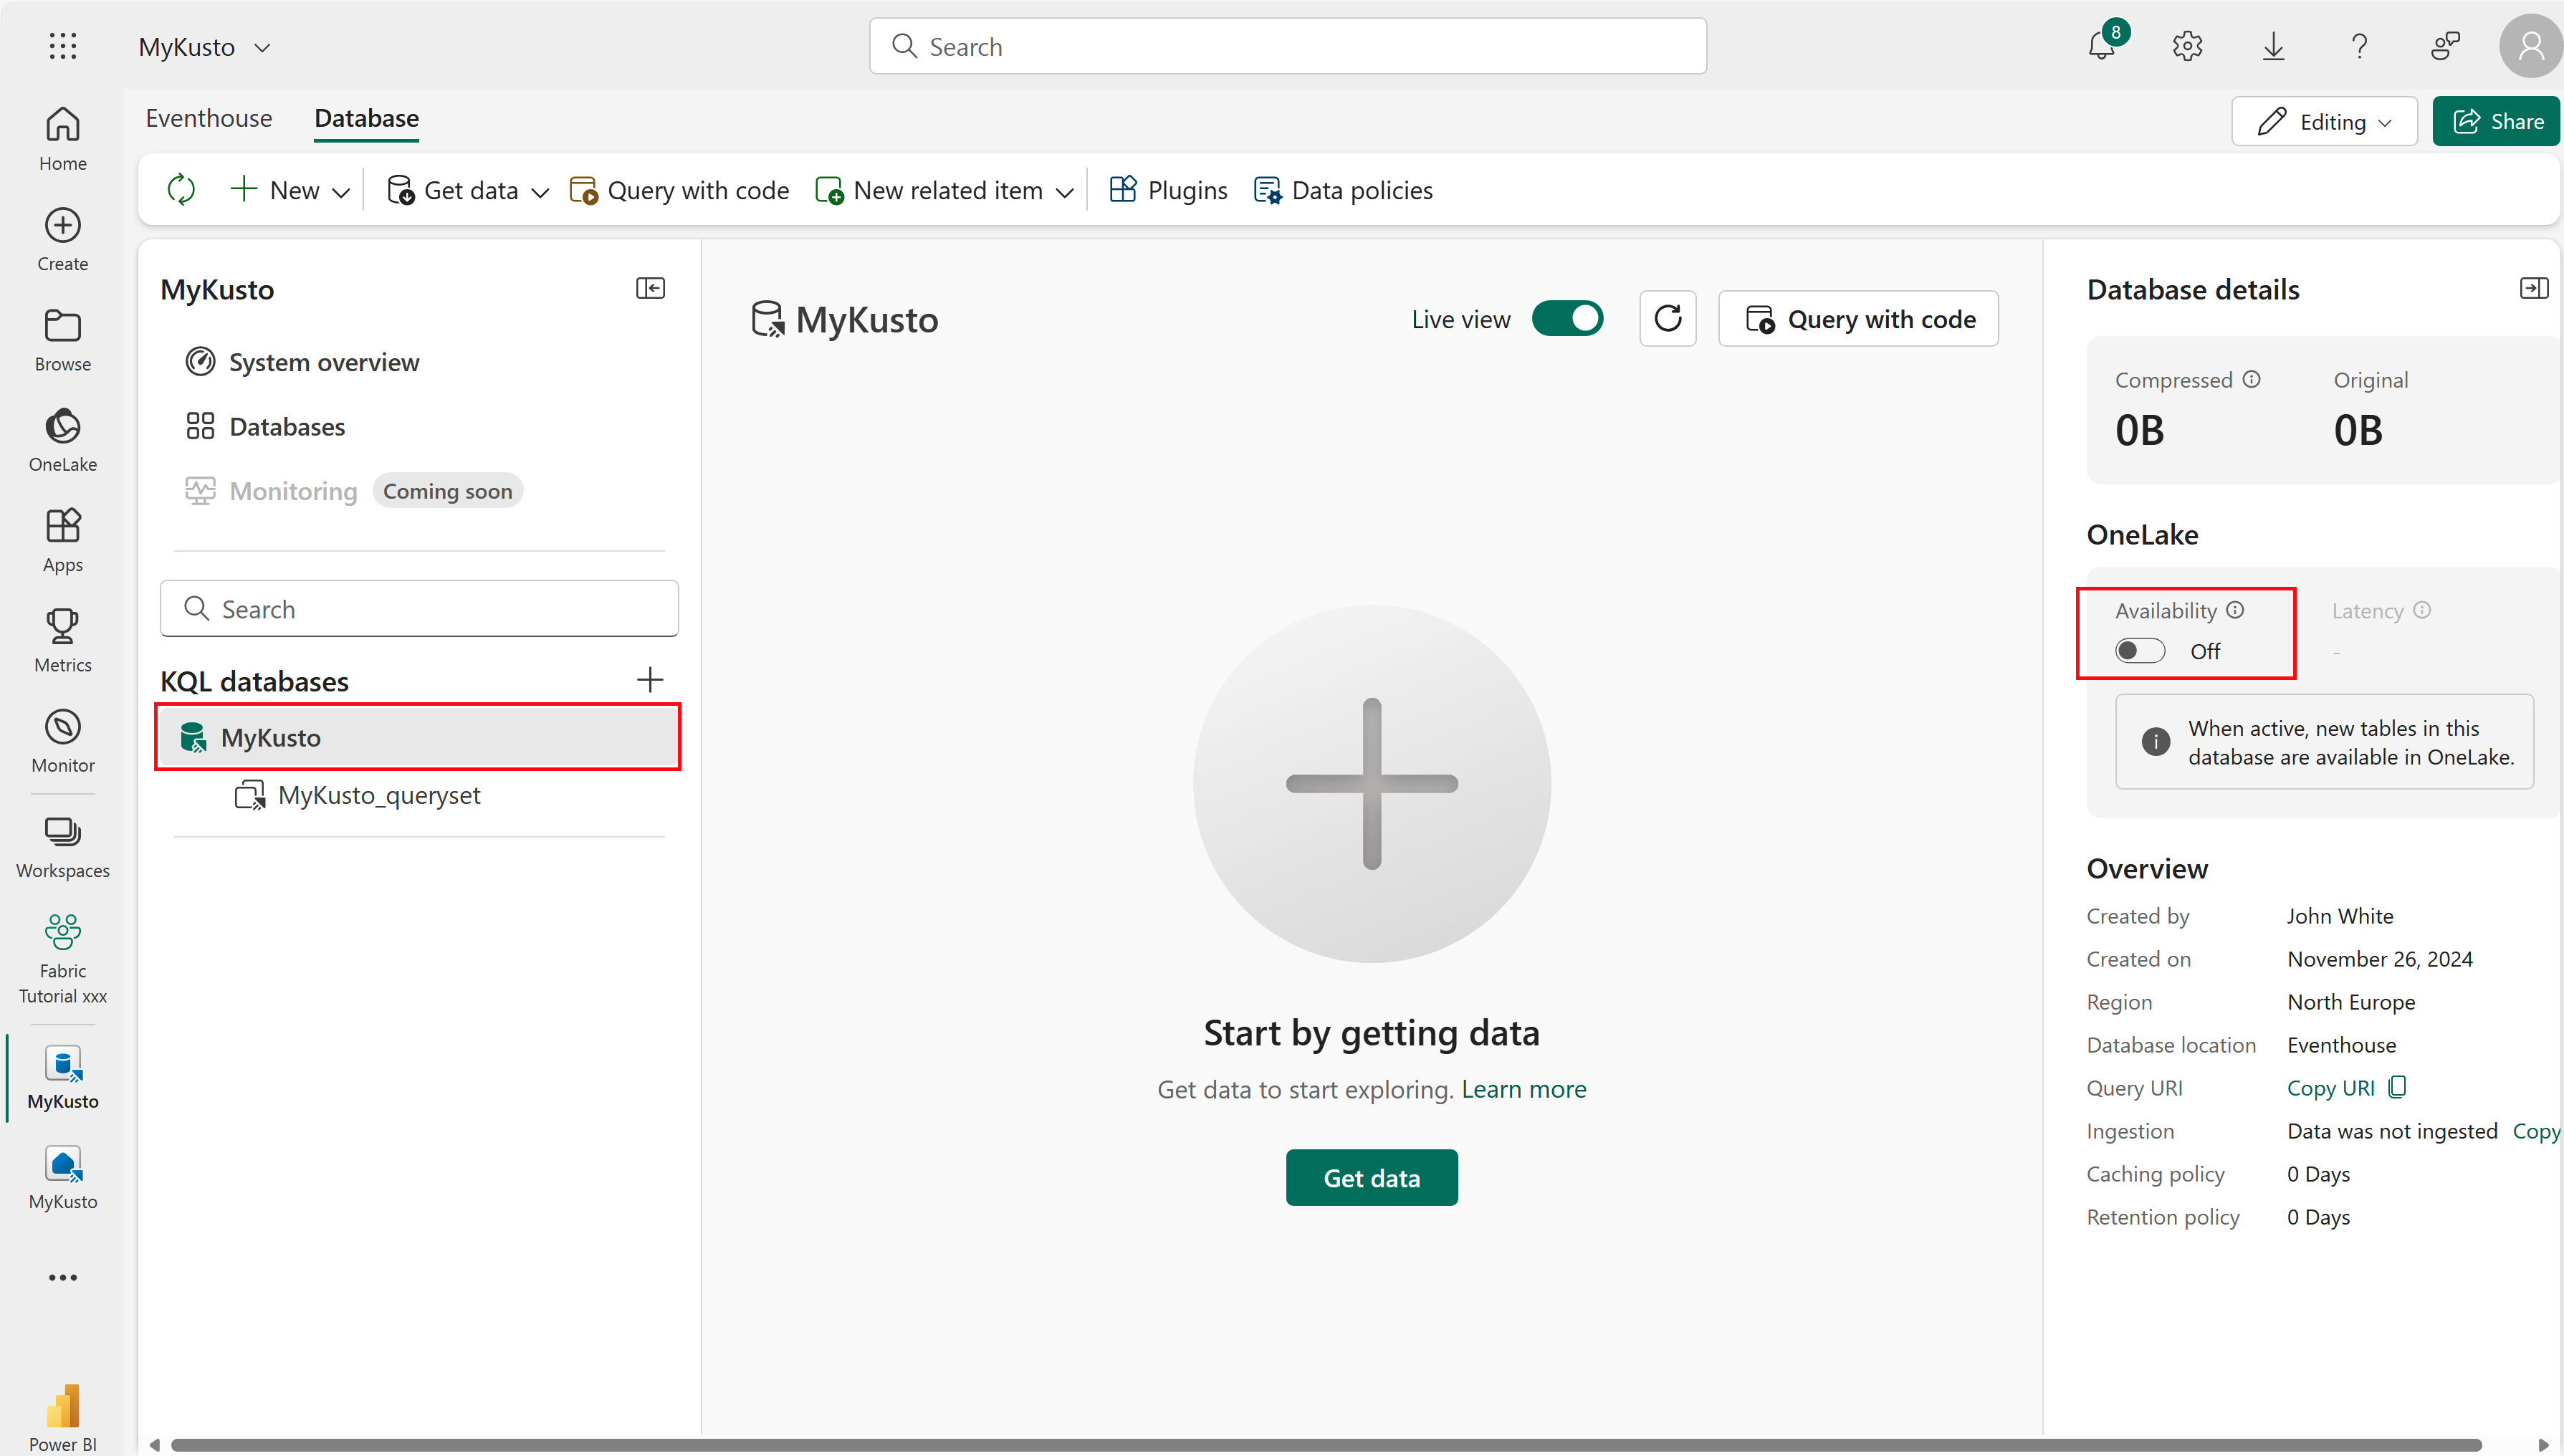 MyKusto
Search
8
Home
Create
Browse
OneLake
Apps
Metrics
Monitor
Workspaces
Fabric
Tutorial xxx
MyKusto
MyKusto
Power BI
Eventhouse
Database
Editing
Share
New
Get data
Query with code
New related item
Plugins
Data policies
MyKusto
System overview
Databases
Monitoring Coming soon
Search
KQL databases
MyKusto
MyKusto_queryset
MyKusto
Live view
Query with code
Start by getting data
Get data to start exploring. Learn more
Get data
Database details
Compressed Original
0B 0B
OneLake
Availability Latency
Off -
When active, new tables in this
database are available in OneLake.
Overview
Created by John White
Created on November 26, 2024
Region North Europe
Database location Eventhouse
Query URI Copy URI
Ingestion Data was not ingested Copy
Caching policy 0 Days
Retention policy 0 Days